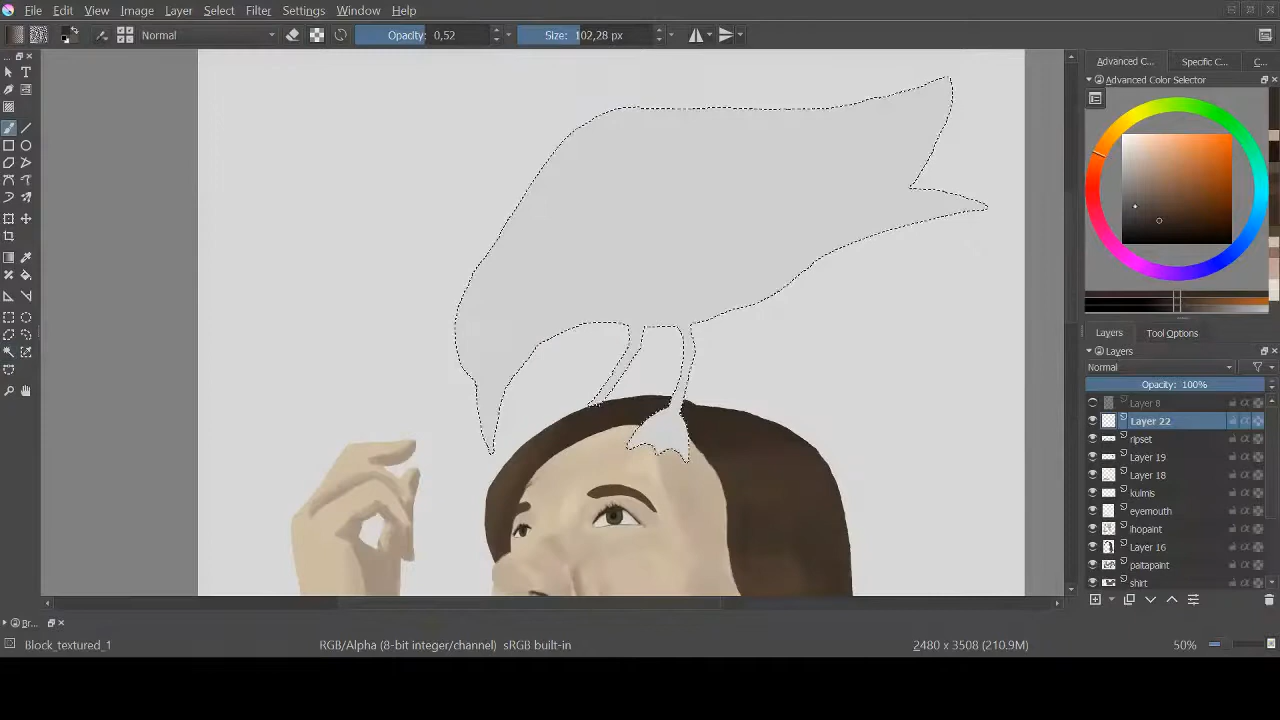 File Edit View Image Layer Select Filter Settings Window Help
Normal Opacity: 0,52 Size: 102,28 px
Advanced C... Specific C... C...
Advanced Color Selector
Layers Tool Options
Layers
Normal
Opacity: 100%
Layer 8
Layer 22
ripset
Layer 19
Layer 18
kulmis
eyemouth
ihopaint
Layer 16
paitapaint
shirt
Br...
Block_textured_1 RGB/Alpha (8-bit integer/channel) sRGB built-in 2480 x 3508 (210.9M) 50%